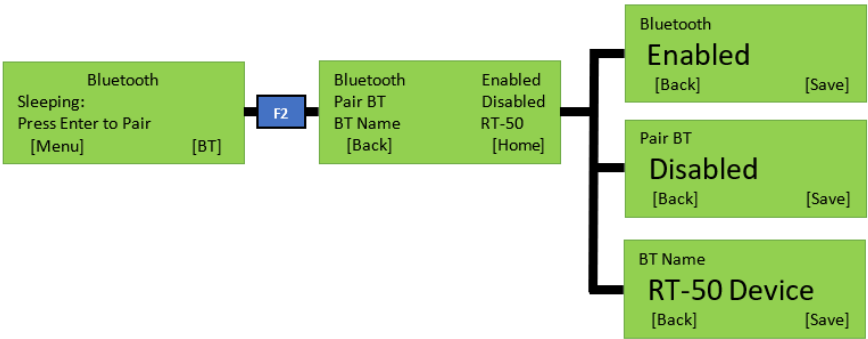 Bluetooth
Sleeping:
Press Enter to Pair
[Menu] [BT]
F2
Bluetooth Enabled
Pair BT Disabled
BT Name RT-50
[Back] [Home]
Bluetooth
Enabled
[Back] [Save]
Pair BT
Disabled
[Back] [Save]
BT Name
RT-50 Device
[Back] [Save]